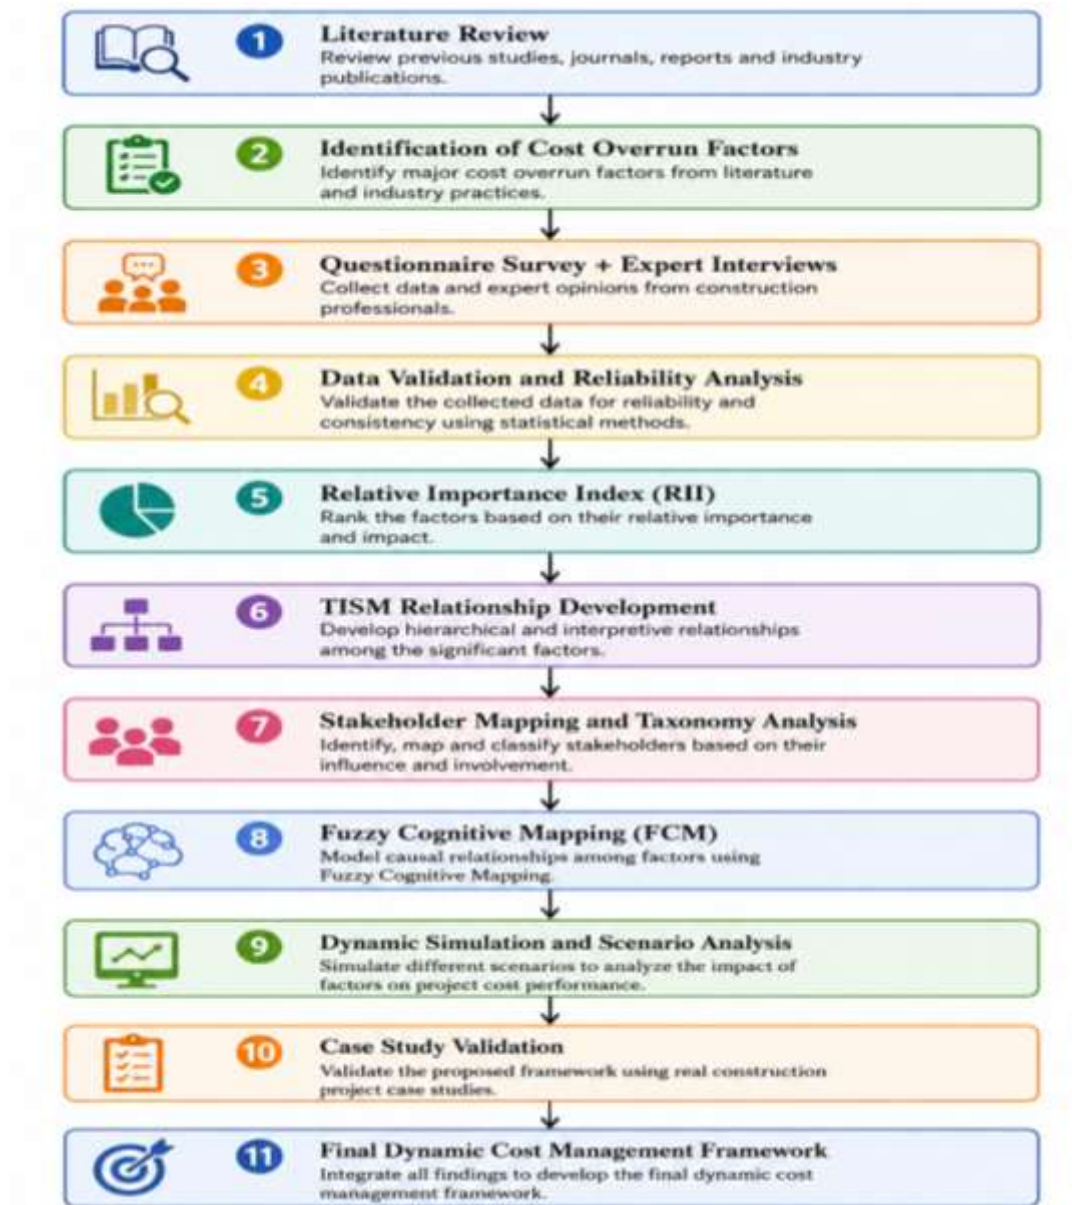 1 Literature Review
Review previous studies, journals, reports and industry
publications.
2 Identification of Cost Overrun Factors
Identify major cost overrun factors from literature
and industry practices.
3 Questionnaire Survey + Expert Interviews
Collect data and expert opinions from construction
professionals.
4 Data Validation and Reliability Analysis
Validate the collected data for reliability and
consistency using statistical methods.
5 Relative Importance Index (RII)
Rank the factors based on their relative importance
and impact.
6 TISM Relationship Development
Develop hierarchical and interpretive relationships
among the significant factors.
7 Stakeholder Mapping and Taxonomy Analysis
Identify, map and classify stakeholders based on their
influence and involvement.
8 Fuzzy Cognitive Mapping (FCM)
Model causal relationships among factors using
Fuzzy Cognitive Mapping.
9 Dynamic Simulation and Scenario Analysis
Simulate different scenarios to analyze the impact of
factors on project cost performance.
10 Case Study Validation
Validate the proposed framework using real construction
project case studies.
11 Final Dynamic Cost Management Framework
Integrate all findings to develop the final dynamic cost
management framework.